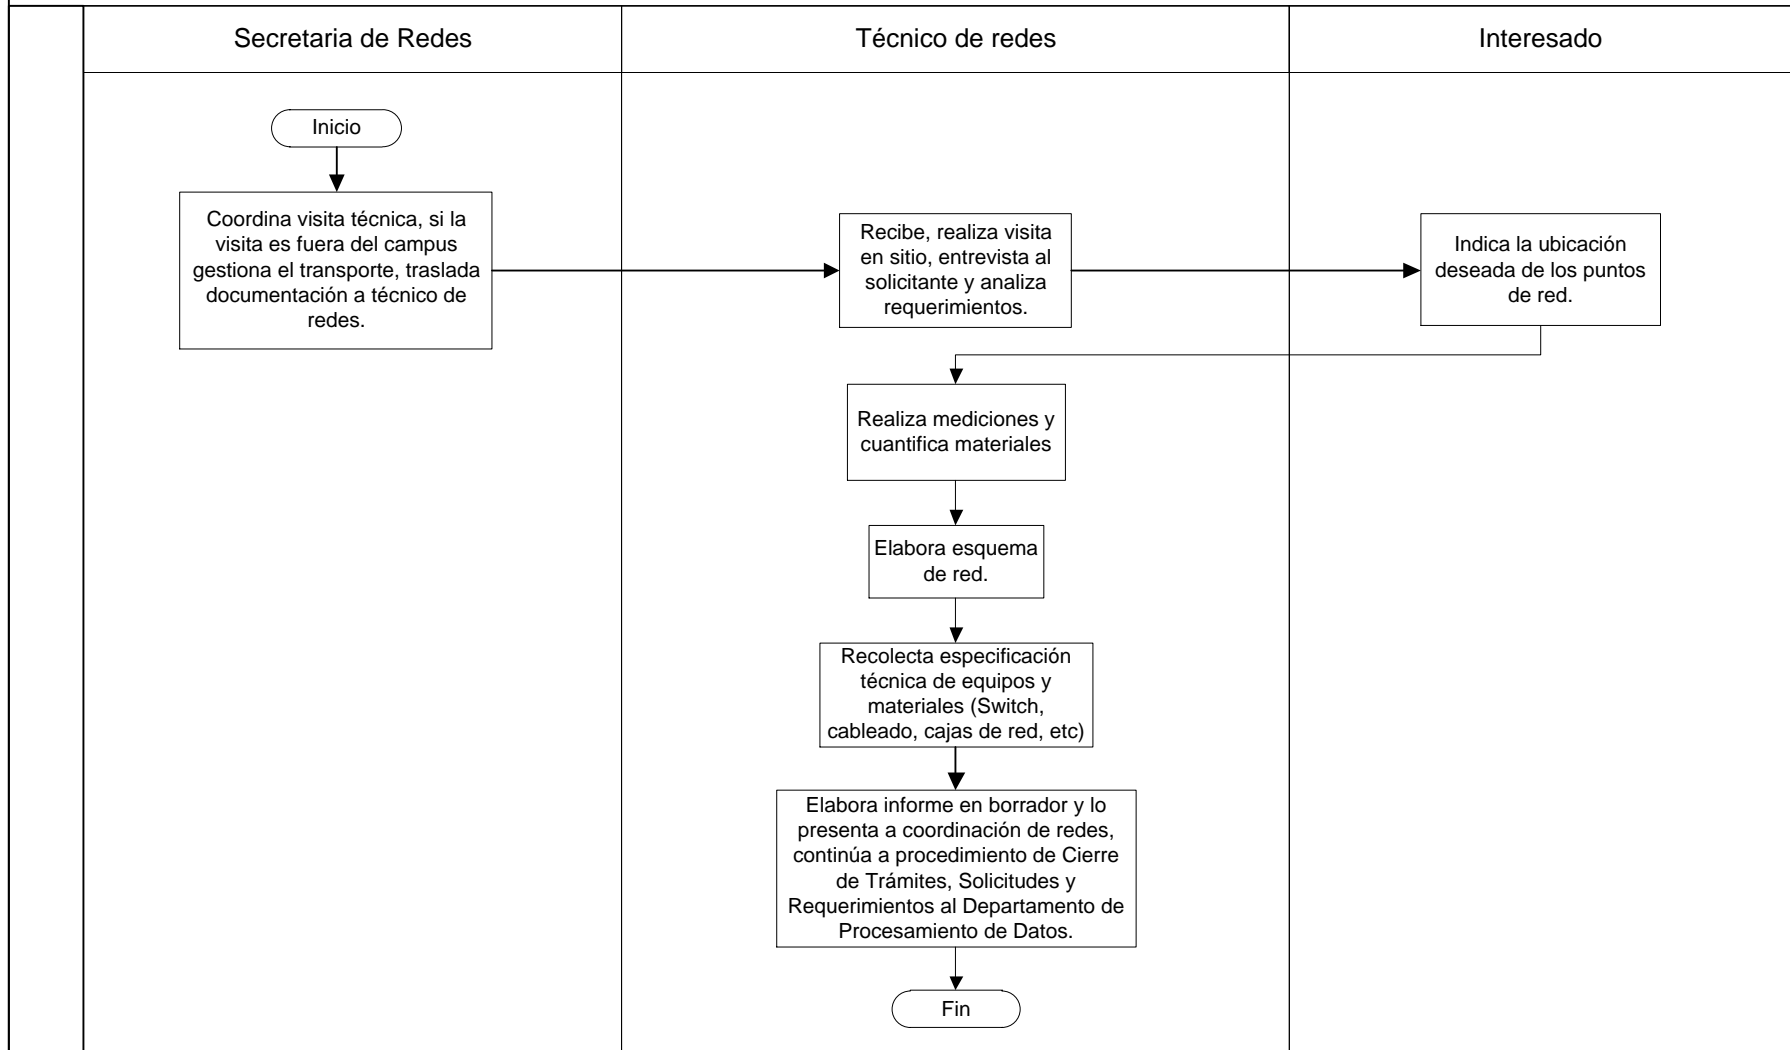 Secretaria de Redes
Técnico de redes
Interesado
Inicio
Coordina visita técnica, si la
visita es fuera del campus
gestiona el transporte, traslada
documentación a técnico de
redes.
Recibe, realiza visita
en sitio, entrevista al
solicitante y analiza
requerimientos.
Indica la ubicación
deseada de los puntos
de red.
Realiza mediciones y
cuantifica materiales
Elabora esquema
de red.
Recolecta especificación
técnica de equipos y
materiales (Switch,
cableado, cajas de red, etc)
Elabora informe en borrador y lo
presenta a coordinación de redes,
continúa a procedimiento de Cierre
de Trámites, Solicitudes y
Requerimientos al Departamento de
Procesamiento de Datos.
Fin